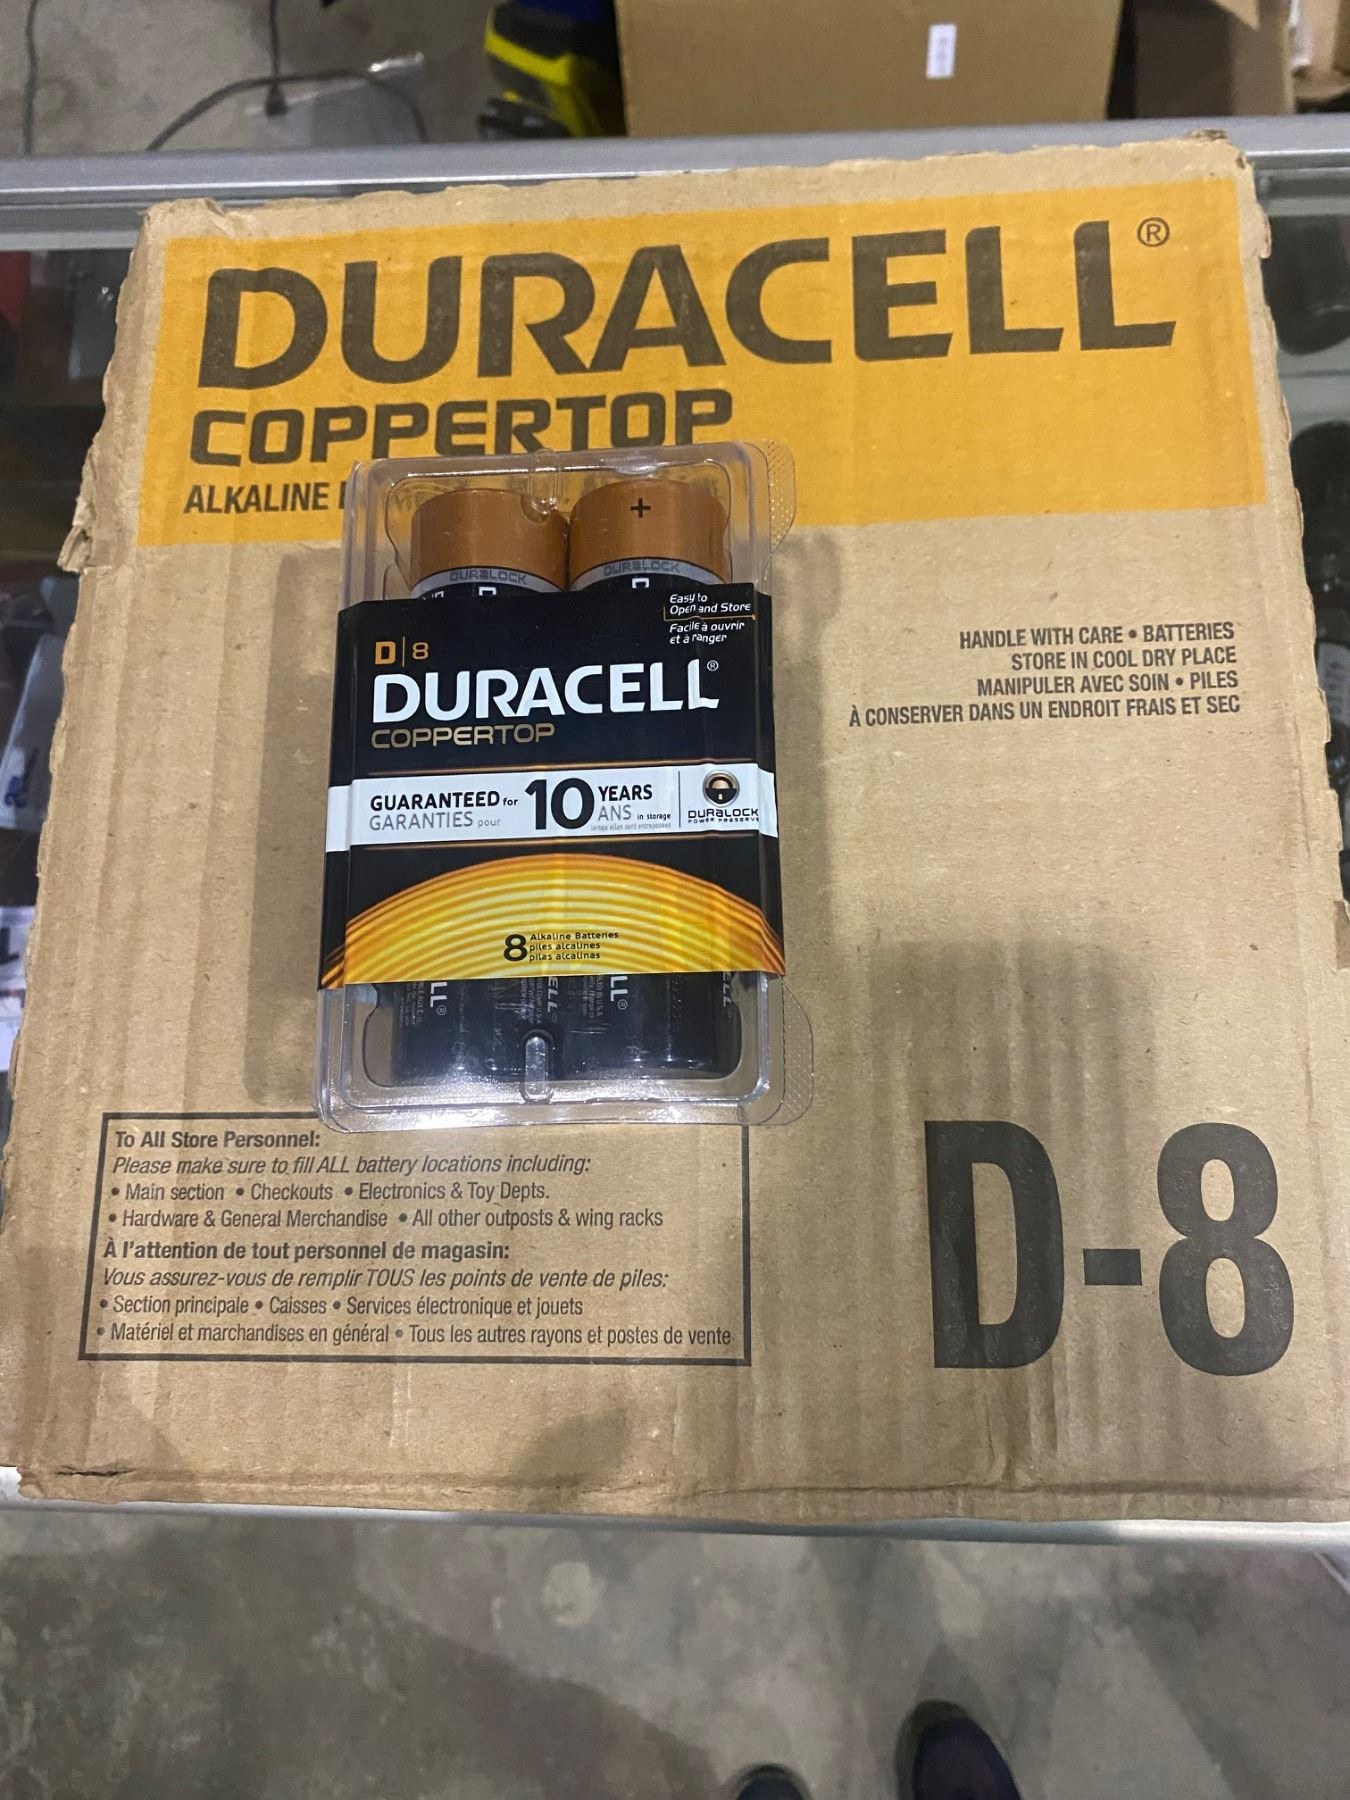 DURACELL®
COPPERTOP
ALKALINE
DURALOCK
DURALOCK
+
Easy to
Open and Store
Facile à ouvrir
et à ranger
D|8
DURACELL®
COPPERTOP
GUARANTEED for 10 YEARS
GARANTIES pour ANS in storage
lorsqu'elles sont entreposées
DURALOCK
POWER PRESERVE
8 Alkaline Batteries
piles alcalines
pilas alcalinas
HANDLE WITH CARE • BATTERIES
STORE IN COOL DRY PLACE
MANIPULER AVEC SOIN • PILES
À CONSERVER DANS UN ENDROIT FRAIS ET SEC
To All Store Personnel:
Please make sure to fill ALL battery locations including:
• Main section • Checkouts • Electronics & Toy Depts.
• Hardware & General Merchandise • All other outposts & wing racks
À l'attention de tout personnel de magasin:
Vous assurez-vous de remplir TOUS les points de vente de piles:
• Section principale • Caisses • Services électronique et jouets
• Matériel et marchandises en général • Tous les autres rayons et postes de vente
D-8